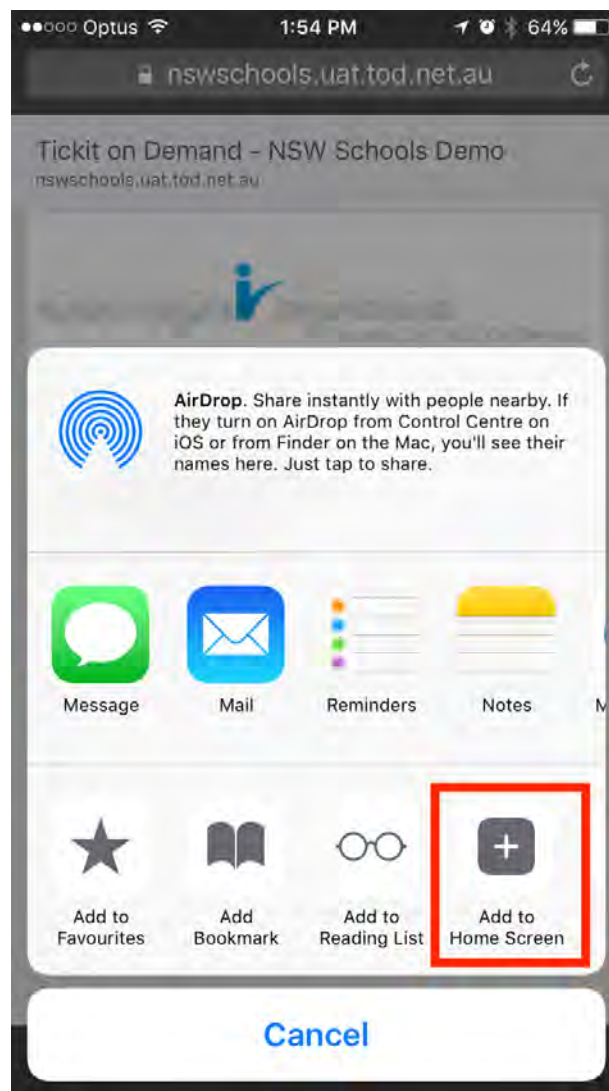 Optus 1:54 PM 64%
nswschools.uat.tod.net.au
Tickit on Demand - NSW Schools Demo
nswschools.uat.tod.net.au
AirDrop. Share instantly with people nearby. If
they turn on AirDrop from Control Centre on
iOS or from Finder on the Mac, you'll see their
names here. Just tap to share.
Message Mail Reminders Notes
Add to Favourites Add Bookmark Add to Reading List Add to Home Screen
Cancel